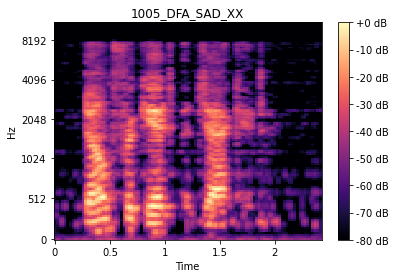 1005_DFA_SAD_XX
+0 dB
8192
-10 dB
4096
-20 dB
-30 dB
2048
Hz
-40 dB
1024
-50 dB
512
-60 dB
-70 dB
0
-80 dB
0 0.5 1 1.5 2
Time